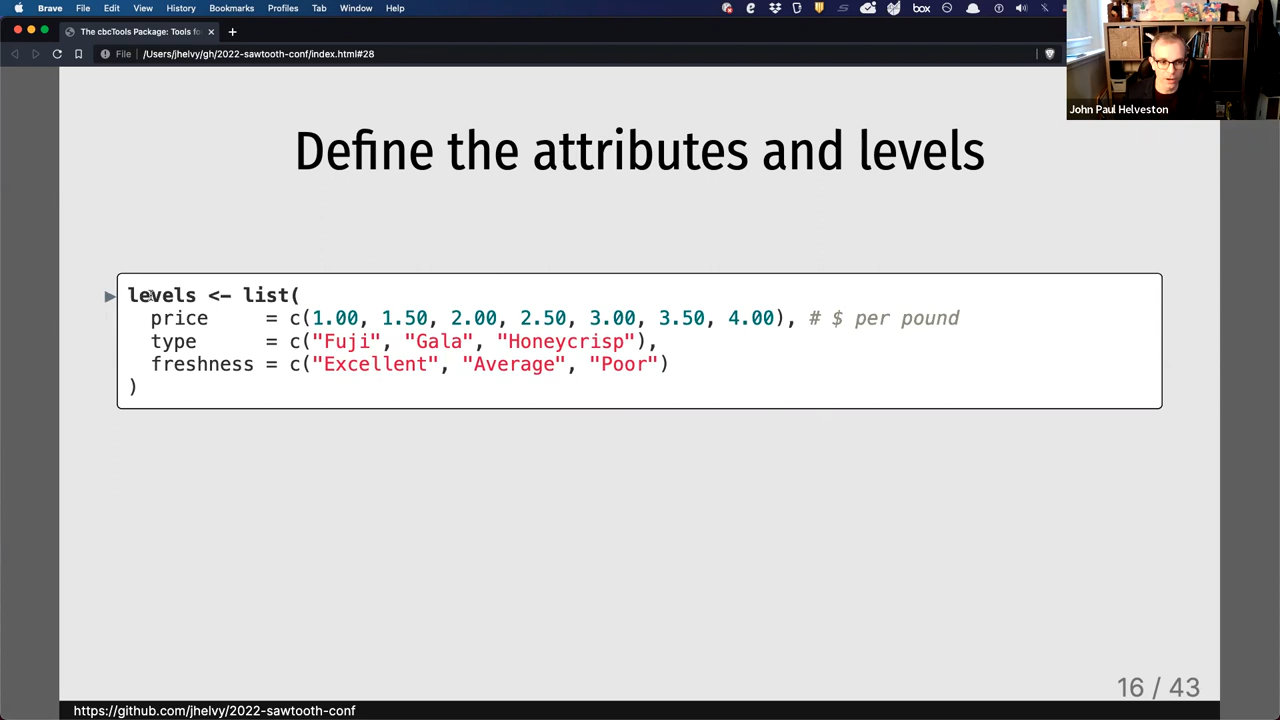 Brave File Edit View History Bookmarks Profiles Tab Window Help
box
The cbcTools Package: Tools fo
File /Users/jhelvy/gh/2022-sawtooth-conf/index.html#28
John Paul Helveston
Define the attributes and levels
levels <- list(
  price     = c(1.00, 1.50, 2.00, 2.50, 3.00, 3.50, 4.00), # $ per pound
  type      = c("Fuji", "Gala", "Honeycrisp"),
  freshness = c("Excellent", "Average", "Poor")
)
16 / 43
https://github.com/jhelvy/2022-sawtooth-conf